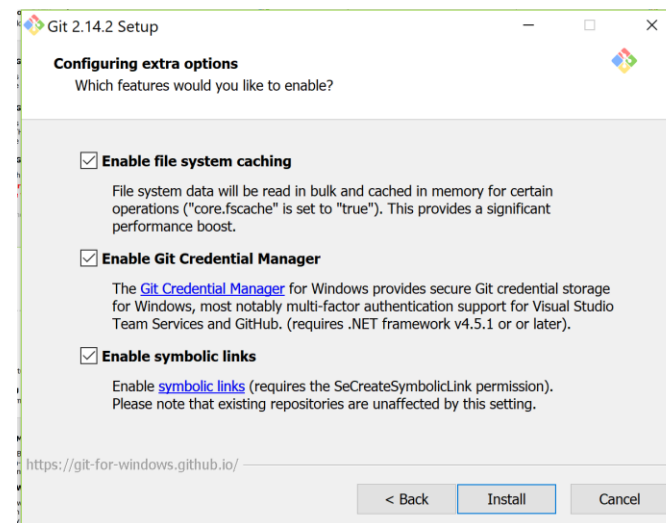 Git 2.14.2 Setup
Configuring extra options
Which features would you like to enable?
Enable file system caching
File system data will be read in bulk and cached in memory for certain
operations ("core.fscache" is set to "true"). This provides a significant
performance boost.
Enable Git Credential Manager
The Git Credential Manager for Windows provides secure Git credential storage
for Windows, most notably multi-factor authentication support for Visual Studio
Team Services and GitHub. (requires .NET framework v4.5.1 or or later).
Enable symbolic links
Enable symbolic links (requires the SeCreateSymbolicLink permission).
Please note that existing repositories are unaffected by this setting.
https://git-for-windows.github.io/
< Back Install Cancel